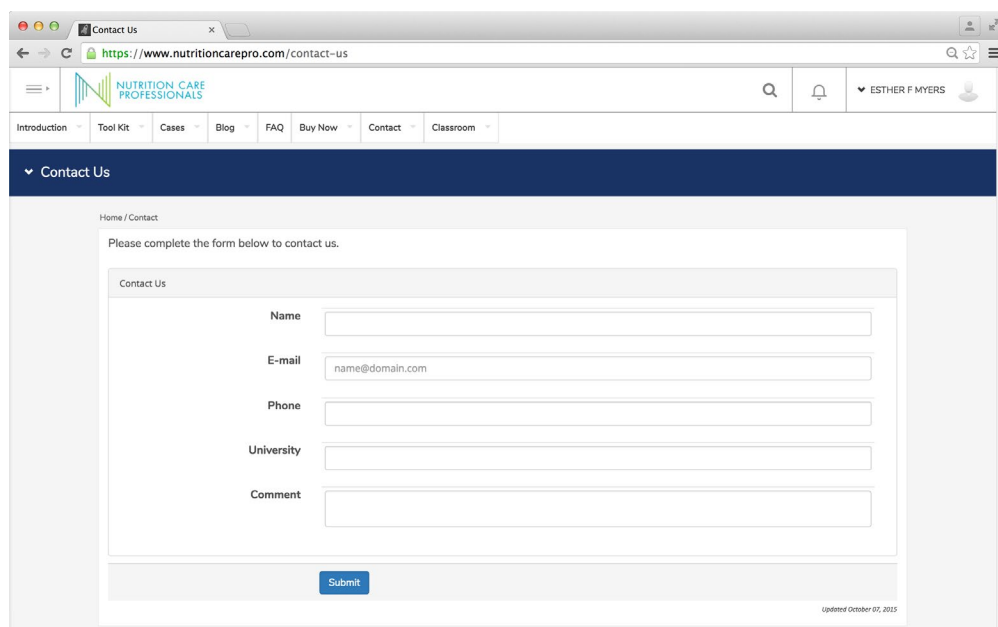 Contact Us
https://www.nutritioncarepro.com/contact-us
NUTRITION CARE
PROFESSIONALS
ESTHER F MYERS
Introduction Tool Kit Cases Blog FAQ Buy Now Contact Classroom
Contact Us
Home / Contact
Please complete the form below to contact us.
Contact Us
Name
E-mail name@domain.com
Phone
University
Comment
Submit
Updated October 07, 2015